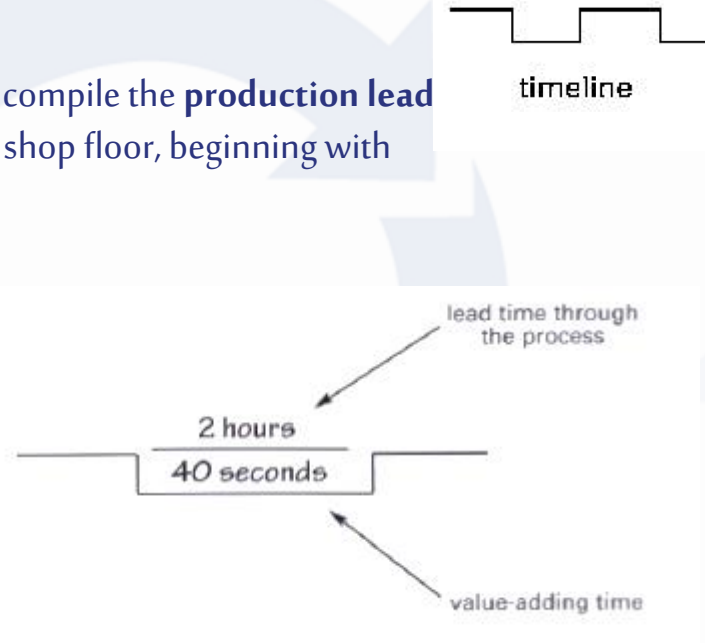 compile the production lead
shop floor, beginning with
timeline
lead time through
the process
2 hours
40 seconds
value-adding time